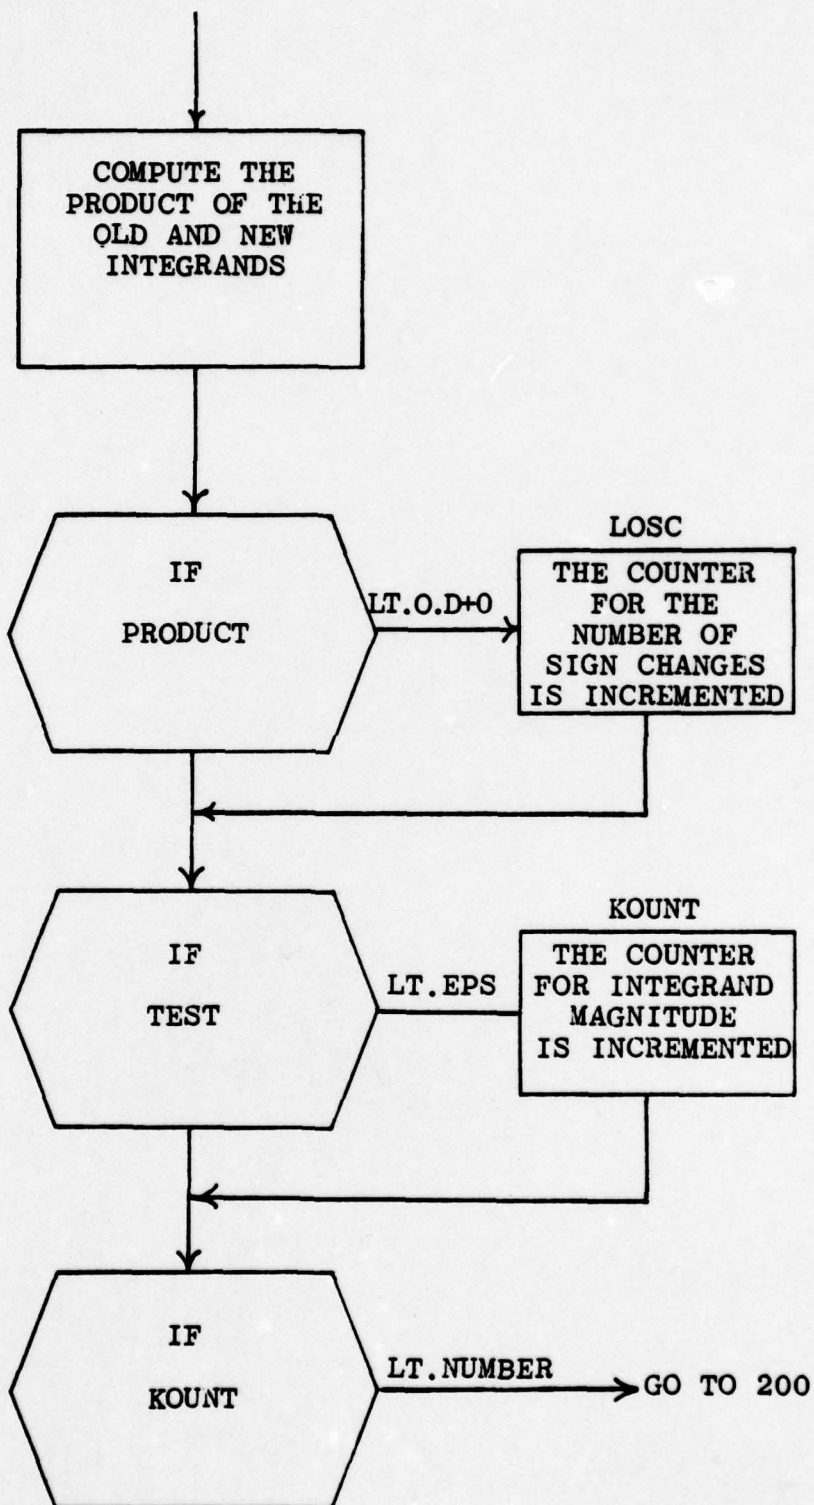 COMPUTE THE
PRODUCT OF THE
OLD AND NEW
INTEGRANDS
IF
PRODUCT
LT.O.D+O
LOSC
THE COUNTER
FOR THE
NUMBER OF
SIGN CHANGES
IS INCREMENTED
IF
TEST
LT.EPS
KOUNT
THE COUNTER
FOR INTEGRAND
MAGNITUDE
IS INCREMENTED
IF
KOUNT
LT.NUMBER
GO TO 200